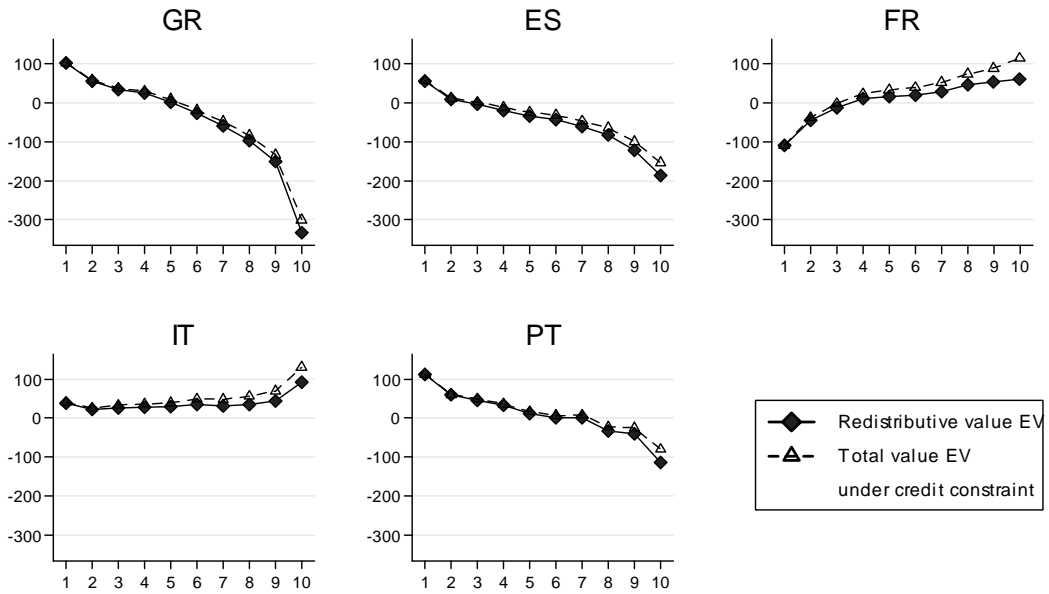 GR
100
0
-100
-200
-300
1 2 3 4 5 6 7 8 9 10
ES
100
0
-100
-200
-300
1 2 3 4 5 6 7 8 9 10
FR
100
0
-100
-200
-300
1 2 3 4 5 6 7 8 9 10
IT
100
0
-100
-200
-300
1 2 3 4 5 6 7 8 9 10
PT
100
0
-100
-200
-300
1 2 3 4 5 6 7 8 9 10
Redistributive value EV
Total value EV
under credit constraint